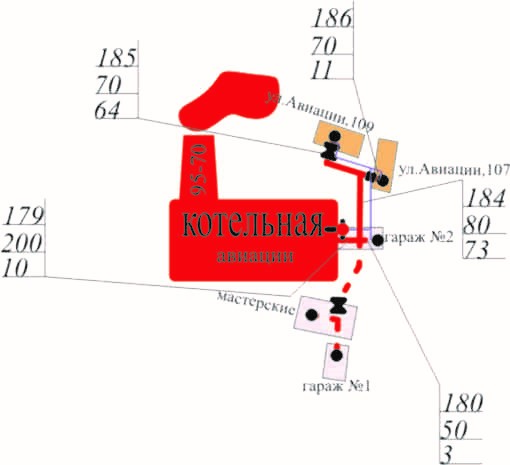 186
70
11
185
70
64
ул.Авиации,109
95-70
ул.Авиации,107
184
80
73
179
200
10
котельная
авиации
гараж №2
мастерские
гараж №1
180
50
3